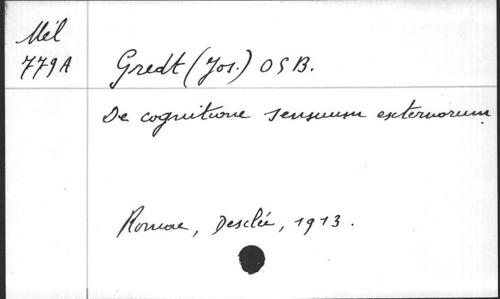 Mél
779A
Gredt (Jos.) OSB.
De cognitione sensuum externorum
Romae, Desclée, 1913.